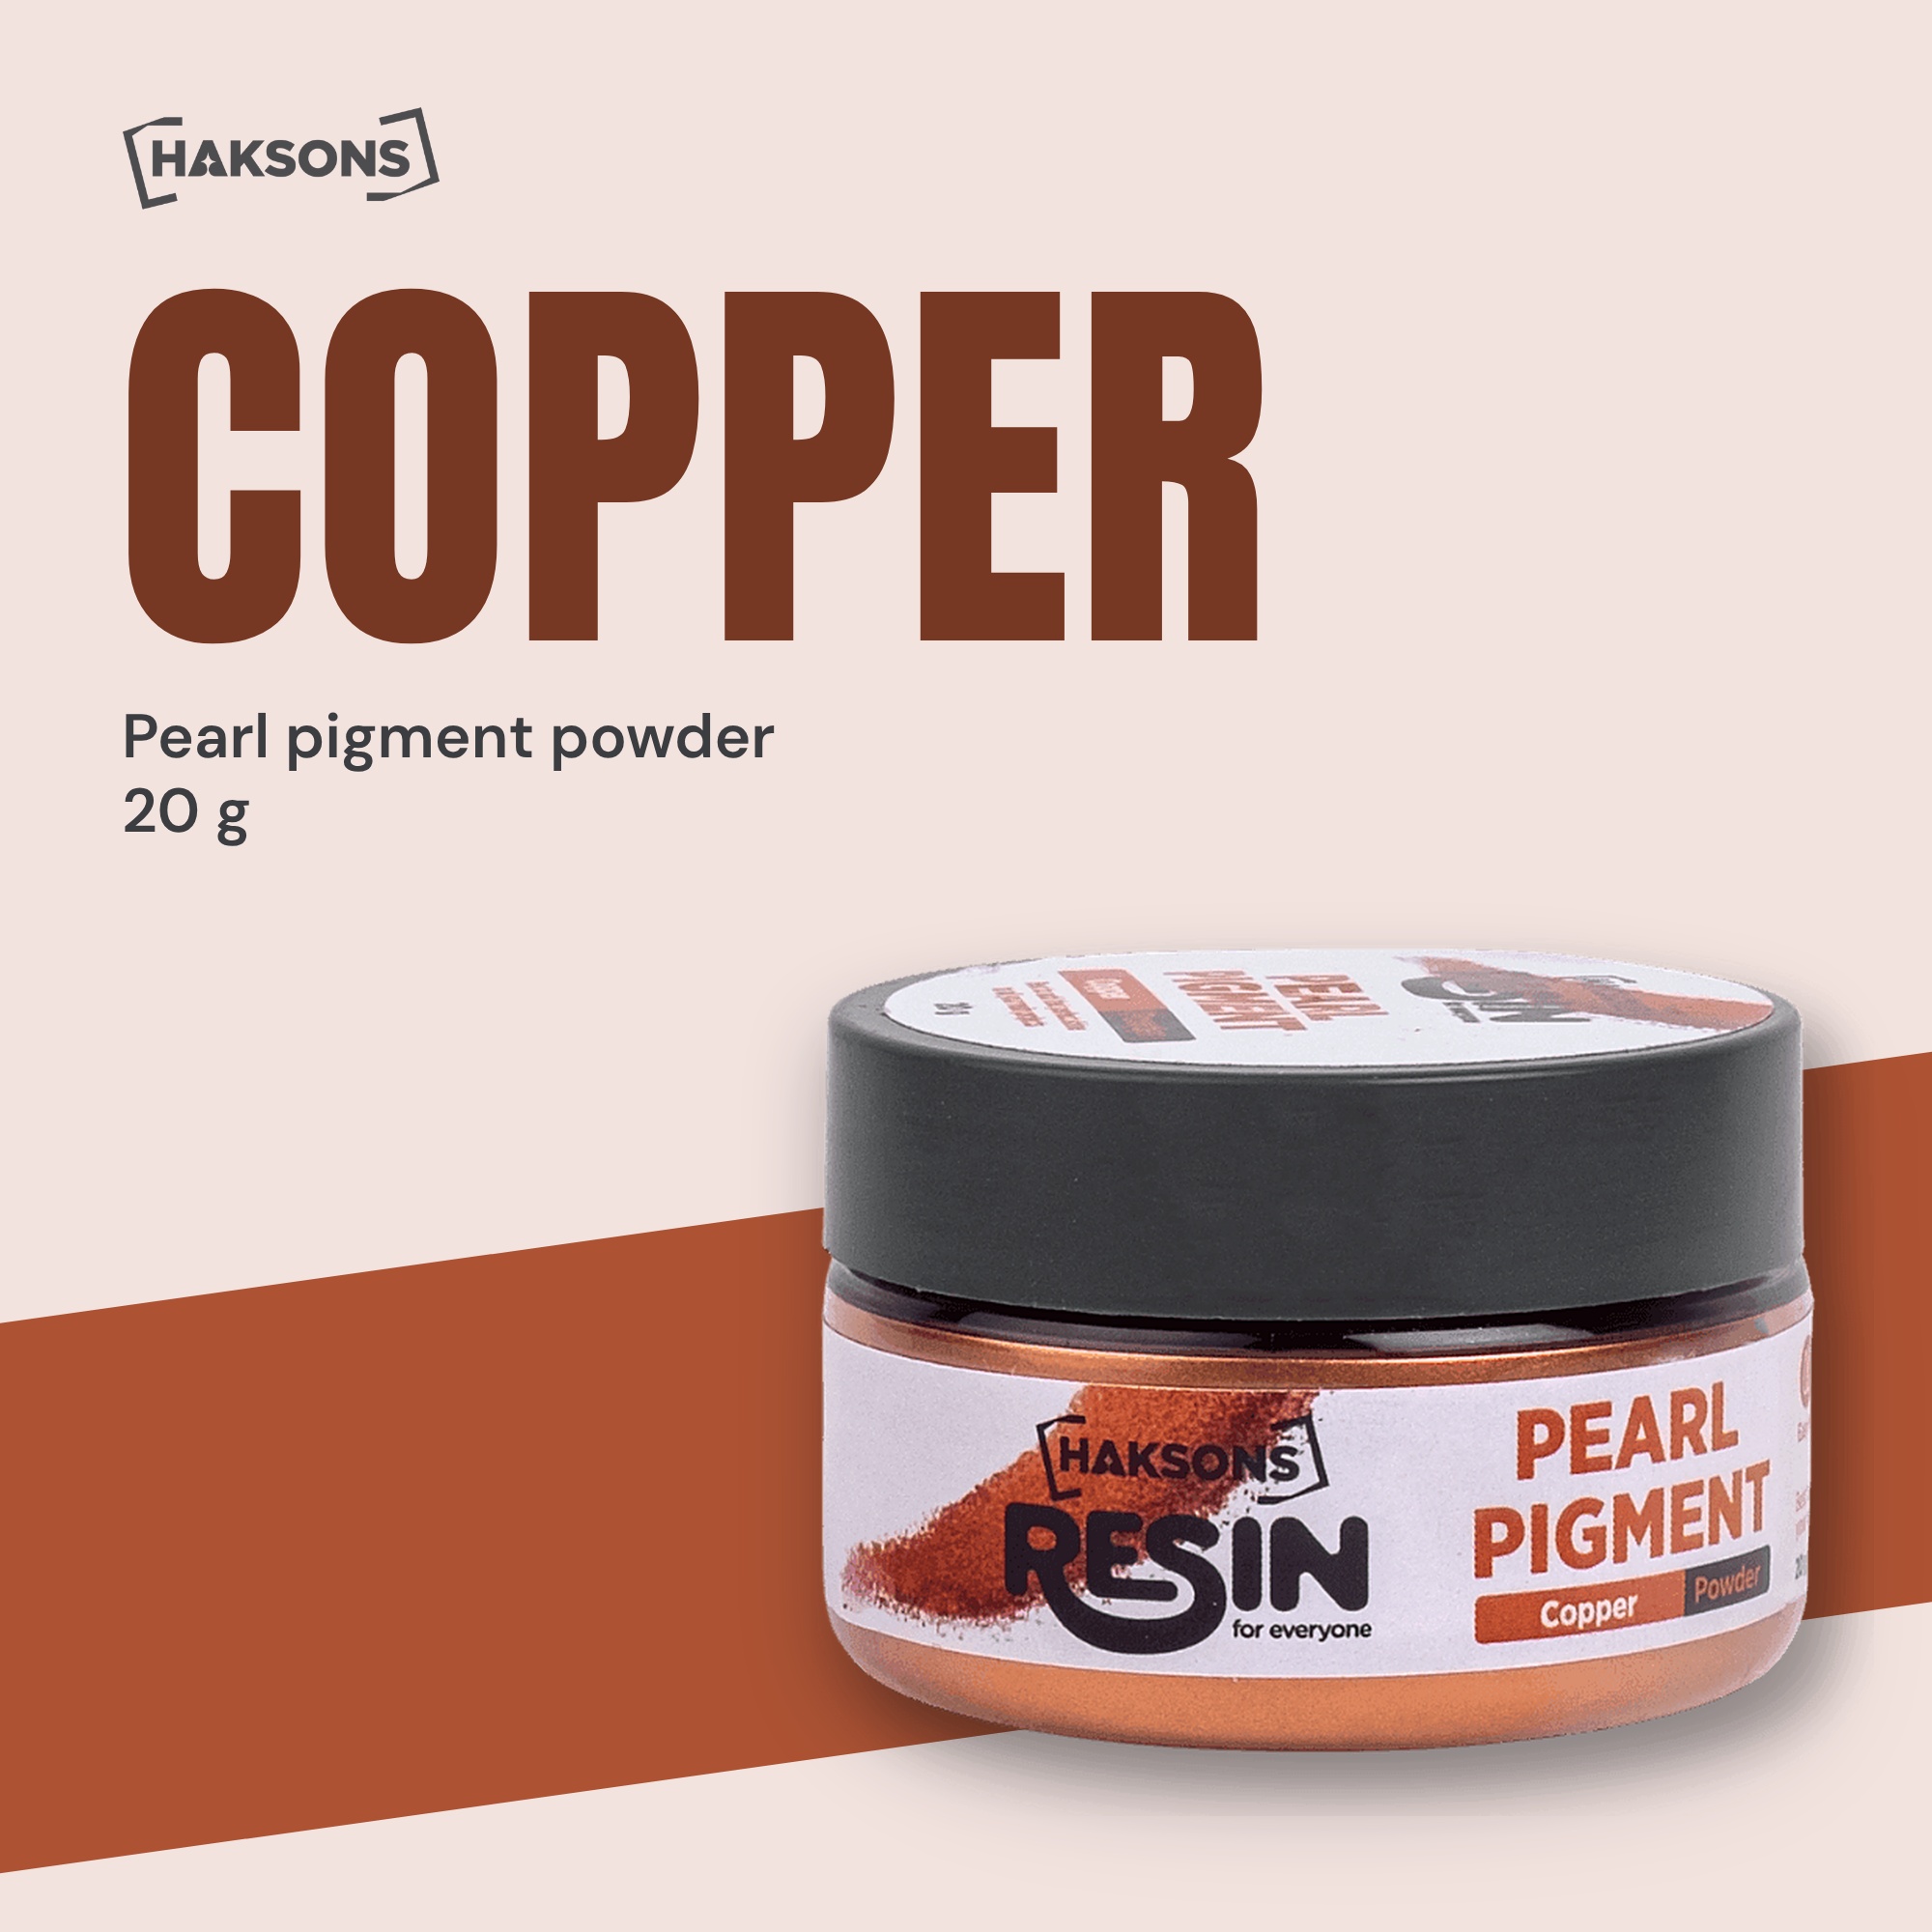 HAKSONS
COPPER
Pearl pigment powder
20 g
PEARL
PIGMENT
HAKSONS
RESIN
for everyone
PEARL
PIGMENT
Copper Powder